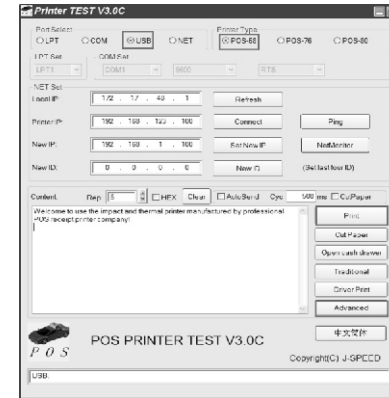 Printer TEST V3.0C
Port Select
LPT COM USB NET
Printer Type
POS-58 POS-76 POS-80
LPT Set COM Set
LPT1 COM1 9600 RTS
NET Set
Local IP: 172 . 17 . 40 . 1 Refresh
Printer IP: 192 . 168 . 123 . 100 Connect Ping
New IP: 192 . 168 . 1 . 100 Set New IP NetMonitor
New ID: 0 . 0 . 0 . 0 New ID (Set last four ID)
Content: Rep 5 HEX Clear AutoSend Cyc 500 ms CutPaper
Welcome to use the impact and thermal printer manufactured by professional
POS receipt printer company!
Print
Cut Paper
Open cash drawer
Traditional
Driver Print
Advanced
中文简体
POS
POS PRINTER TEST V3.0C
Copyright(C) J-SPEED
USB: